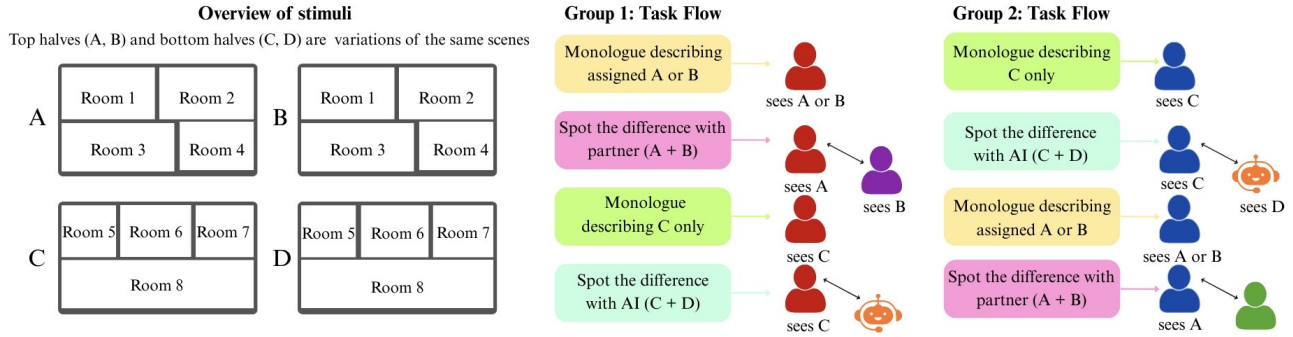 Overview of stimuli
Top halves (A, B) and bottom halves (C, D) are variations of the same scenes
A
Room 1
Room 2
Room 3
Room 4
B
Room 1
Room 2
Room 3
Room 4
C
Room 5
Room 6
Room 7
Room 8
D
Room 5
Room 6
Room 7
Room 8
Group 1: Task Flow
Monologue describing
assigned A or B
sees A or B
Spot the difference with
partner (A + B)
sees A
sees B
Monologue
describing C only
sees C
Spot the difference
with AI (C + D)
sees C
Group 2: Task Flow
Monologue describing
C only
sees C
Spot the difference
with AI (C + D)
sees C
sees D
Monologue describing
assigned A or B
sees A or B
Spot the difference with
partner (A + B)
sees A